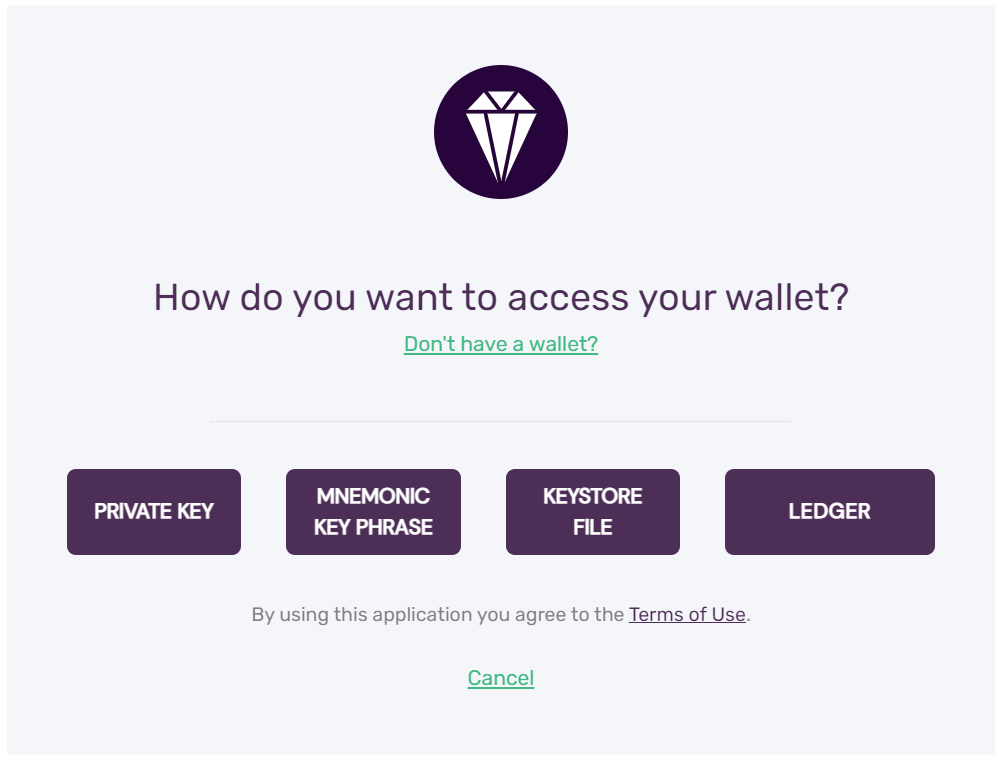 How do you want to access your wallet?
Don't have a wallet?
PRIVATE KEY
MNEMONIC
KEY PHRASE
KEYSTORE
FILE
LEDGER
By using this application you agree to the Terms of Use.
Cancel